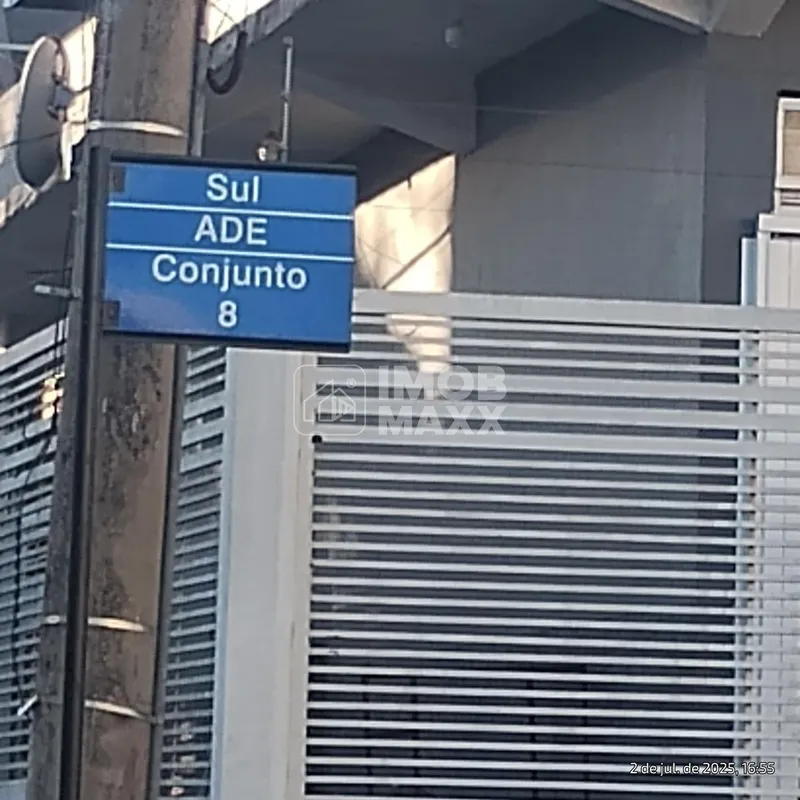 Sul
ADE
Conjunto
8
IMOB
MAXX
2 de jul. de 2025, 16:55